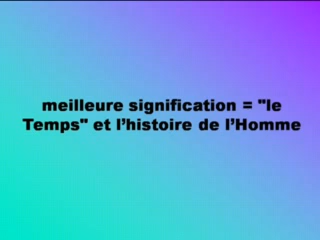 meilleure signification = "le
Temps" et l’histoire de l’Homme